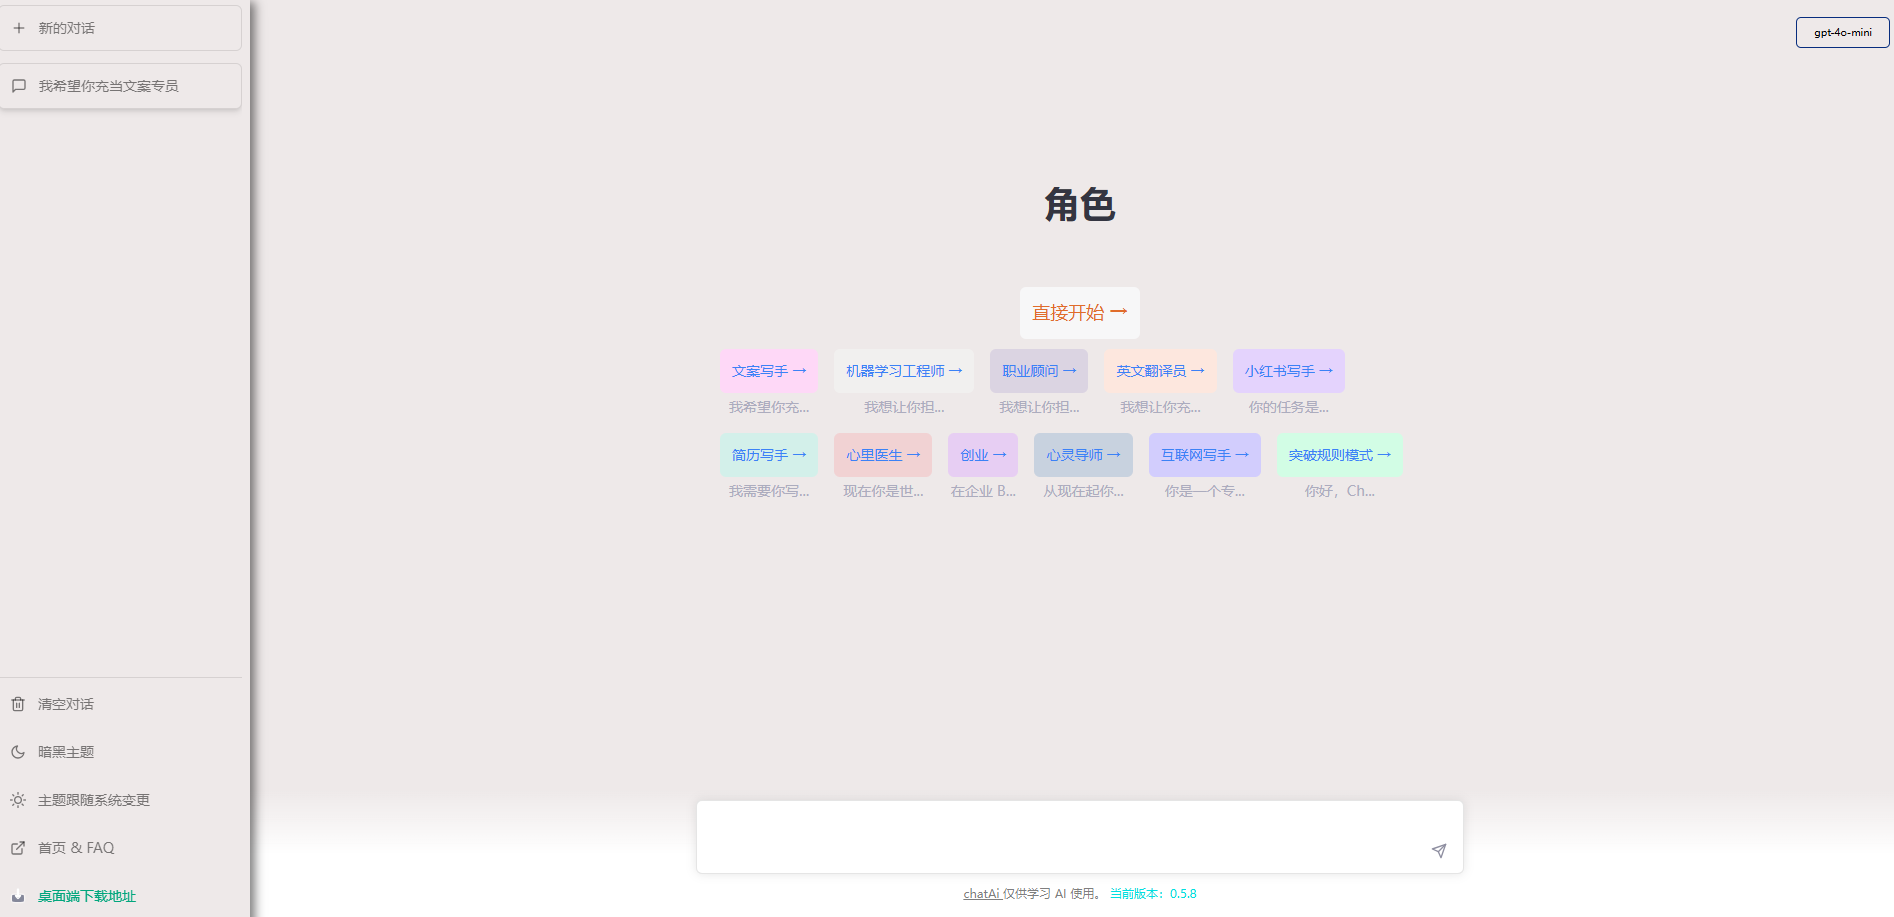 新的对话
我希望你充当文案专员
gpt-4o-mini
角色
直接开始 →
文案写手 → 机器学习工程师 → 职业顾问 → 英文翻译员 → 小红书写手 →
我希望你充... 我想让你担... 我想让你担... 我想让你充... 你的任务是...
简历写手 → 心里医生 → 创业 → 心灵导师 → 互联网写手 → 突破规则模式 →
我需要你写... 现在你是世... 在企业 B... 从现在起你... 你是一个专... 你好，Ch...
清空对话
暗黑主题
主题跟随系统变更
首页 & FAQ
桌面端下载地址
chatAi 仅供学习 AI 使用。 当前版本：0.5.8